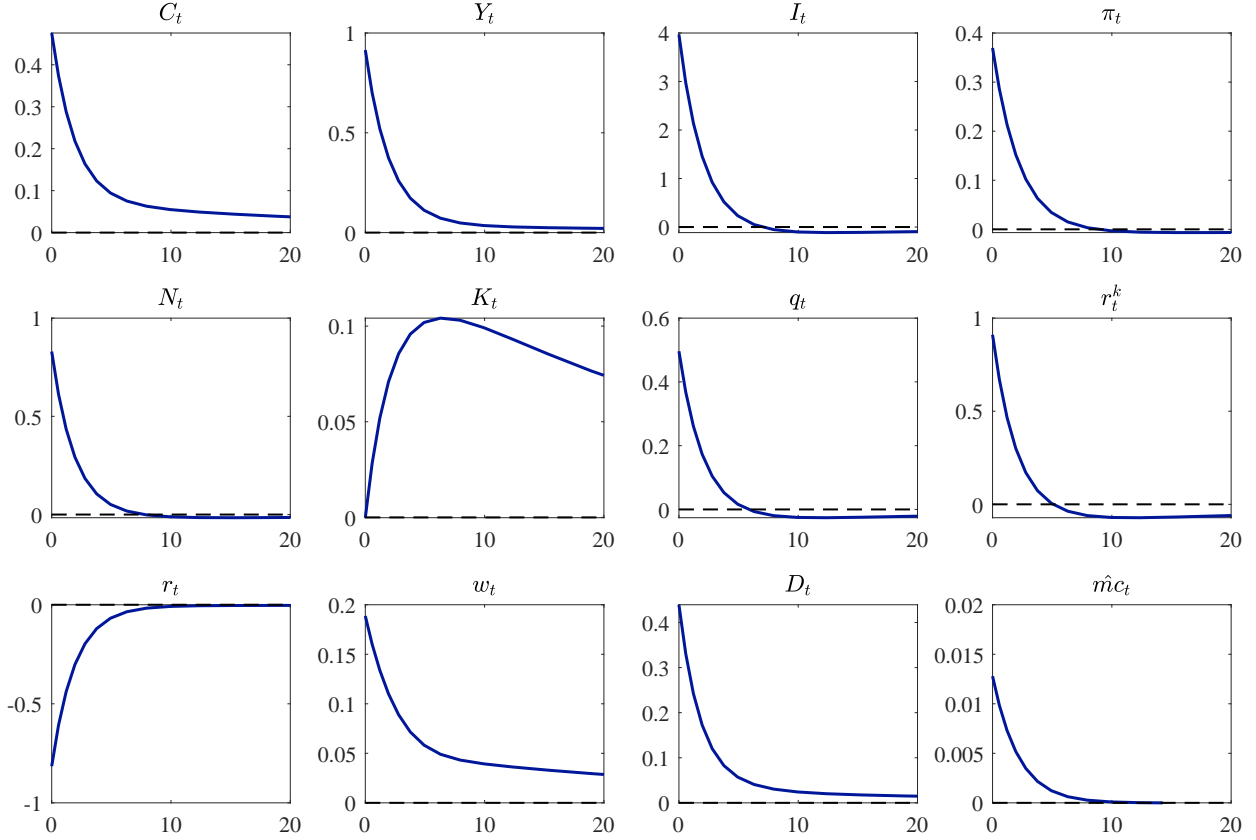 C_t Y_t I_t π_t
0.4 1 4 0.4
0.3 3 0.3
0.2 0.5 2 0.2
0.1 1 0.1
0 0 0 0
0 10 20 0 10 20 0 10 20 0 10 20
N_t K_t q_t r_t^k
1 0.1 0.6 1
0.4
0.5 0.05 0.2 0.5
0 0 0 0
0 10 20 0 10 20 0 10 20 0 10 20
r_t w_t D_t m̂c_t
0 0.2 0.4 0.02
0.15 0.3 0.015
-0.5 0.1 0.2 0.01
0.05 0.1 0.005
-1 0 0 0
0 10 20 0 10 20 0 10 20 0 10 20